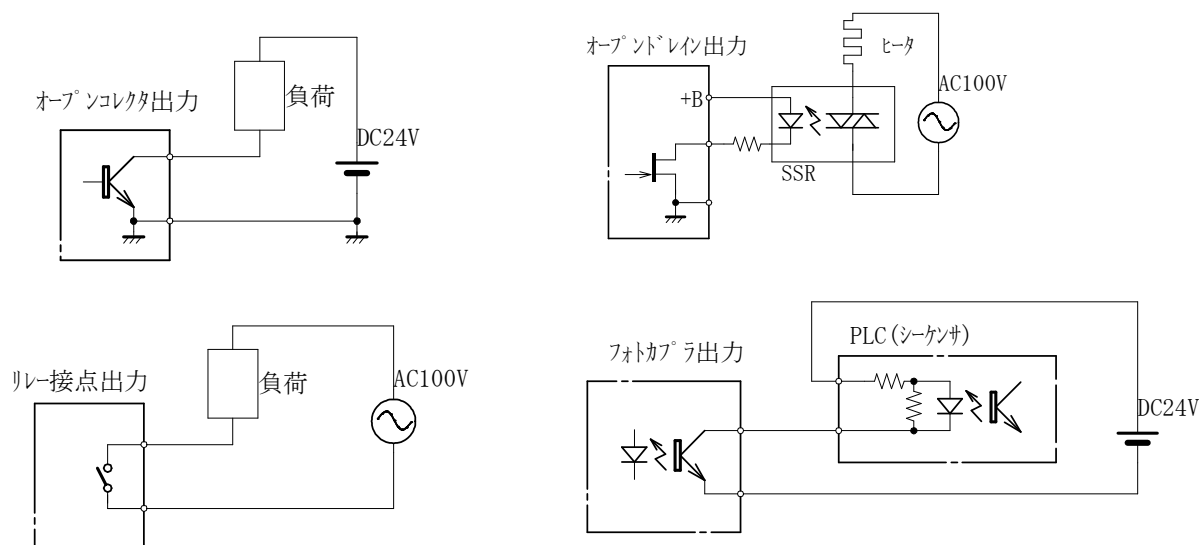 オープンコレクタ出力
負荷
DC24V
オープンドレイン出力
+B
SSR
ヒータ
AC100V
リレー接点出力
負荷
AC100V
フォトカプラ出力
PLC(シーケンサ)
DC24V